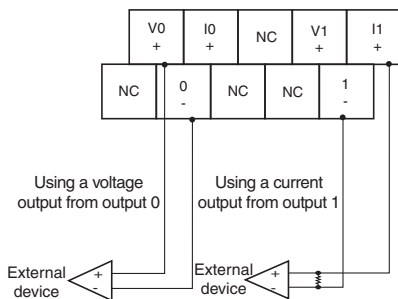 V0 I0 NC V1 I1
+ + + +
NC 0 NC NC 1
- -
Using a voltage
output from output 0
Using a current
output from output 1
External
device
+
-
External
device
+
-